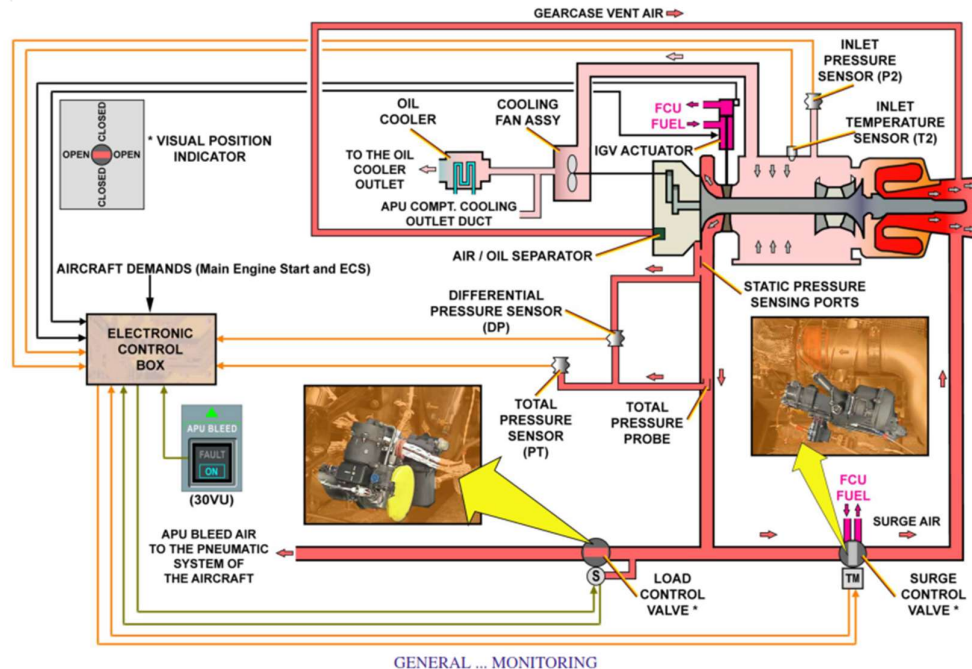 GEARCASE VENT AIR
INLET
PRESSURE
SENSOR (P2)
INLET
TEMPERATURE
SENSOR (T2)
FCU
FUEL
IGV ACTUATOR
COOLING
FAN ASSY
OIL
COOLER
TO THE OIL
COOLER
OUTLET
APU COMPT. COOLING
OUTLET DUCT
CLOSED
OPEN
OPEN
CLOSED
* VISUAL POSITION
INDICATOR
AIR / OIL SEPARATOR
AIRCRAFT DEMANDS (Main Engine Start and ECS)
STATIC PRESSURE
SENSING PORTS
DIFFERENTIAL
PRESSURE SENSOR
(DP)
ELECTRONIC
CONTROL
BOX
TOTAL
PRESSURE
SENSOR
(PT)
TOTAL
PRESSURE
PROBE
APU BLEED
FAULT
ON
(30VU)
FCU
FUEL
SURGE AIR
APU BLEED AIR
TO THE PNEUMATIC
SYSTEM OF
THE AIRCRAFT
S
LOAD
CONTROL
VALVE *
TM
SURGE
CONTROL
VALVE *
GENERAL ... MONITORING